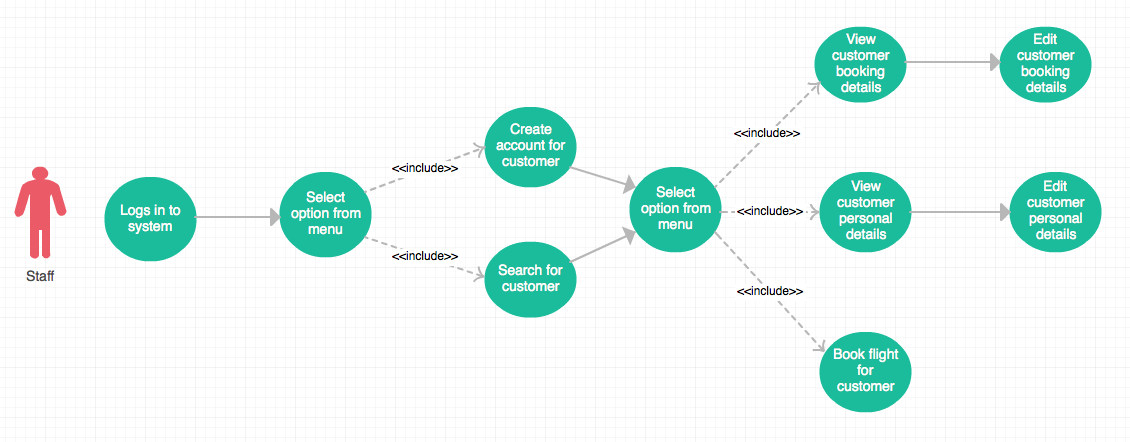 Staff
Logs in to
system
Select
option from
menu
<<include>>
<<include>>
Create
account for
customer
Search for
customer
Select
option from
menu
<<include>>
<<include>>
<<include>>
View
customer
booking
details
Edit
customer
booking
details
View
customer
personal
details
Edit
customer
personal
details
Book flight
for
customer